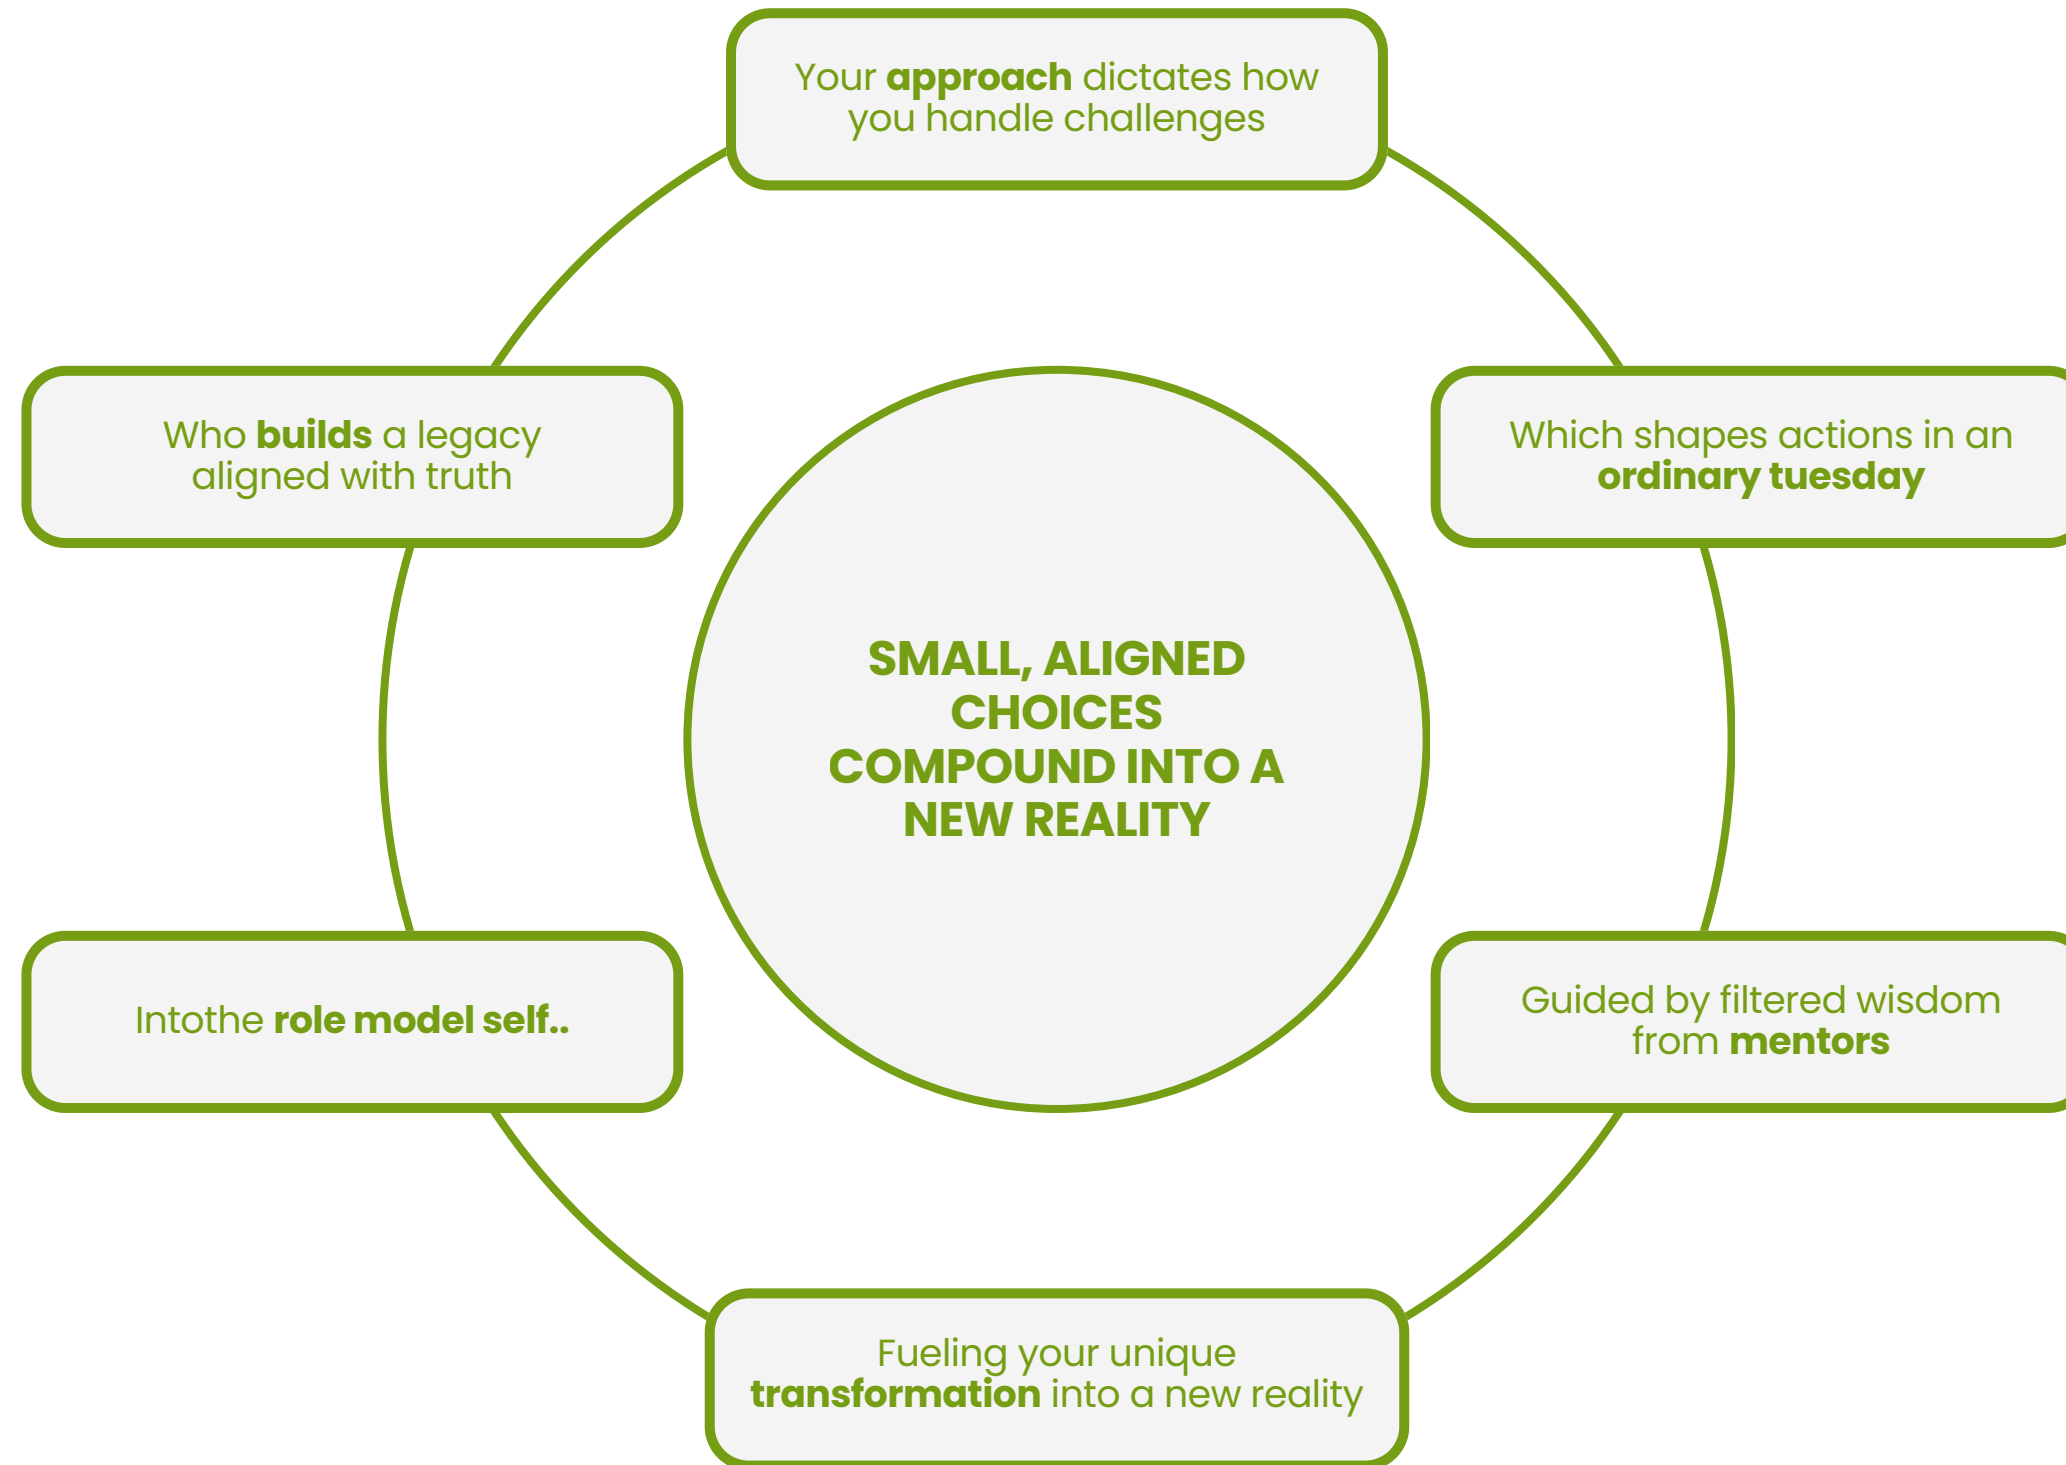 Your approach dictates how
you handle challenges
Which shapes actions in an
ordinary tuesday
Guided by filtered wisdom
from mentors
Fueling your unique
transformation into a new reality
Intothe role model self..
Who builds a legacy
aligned with truth
SMALL, ALIGNED
CHOICES
COMPOUND INTO A
NEW REALITY